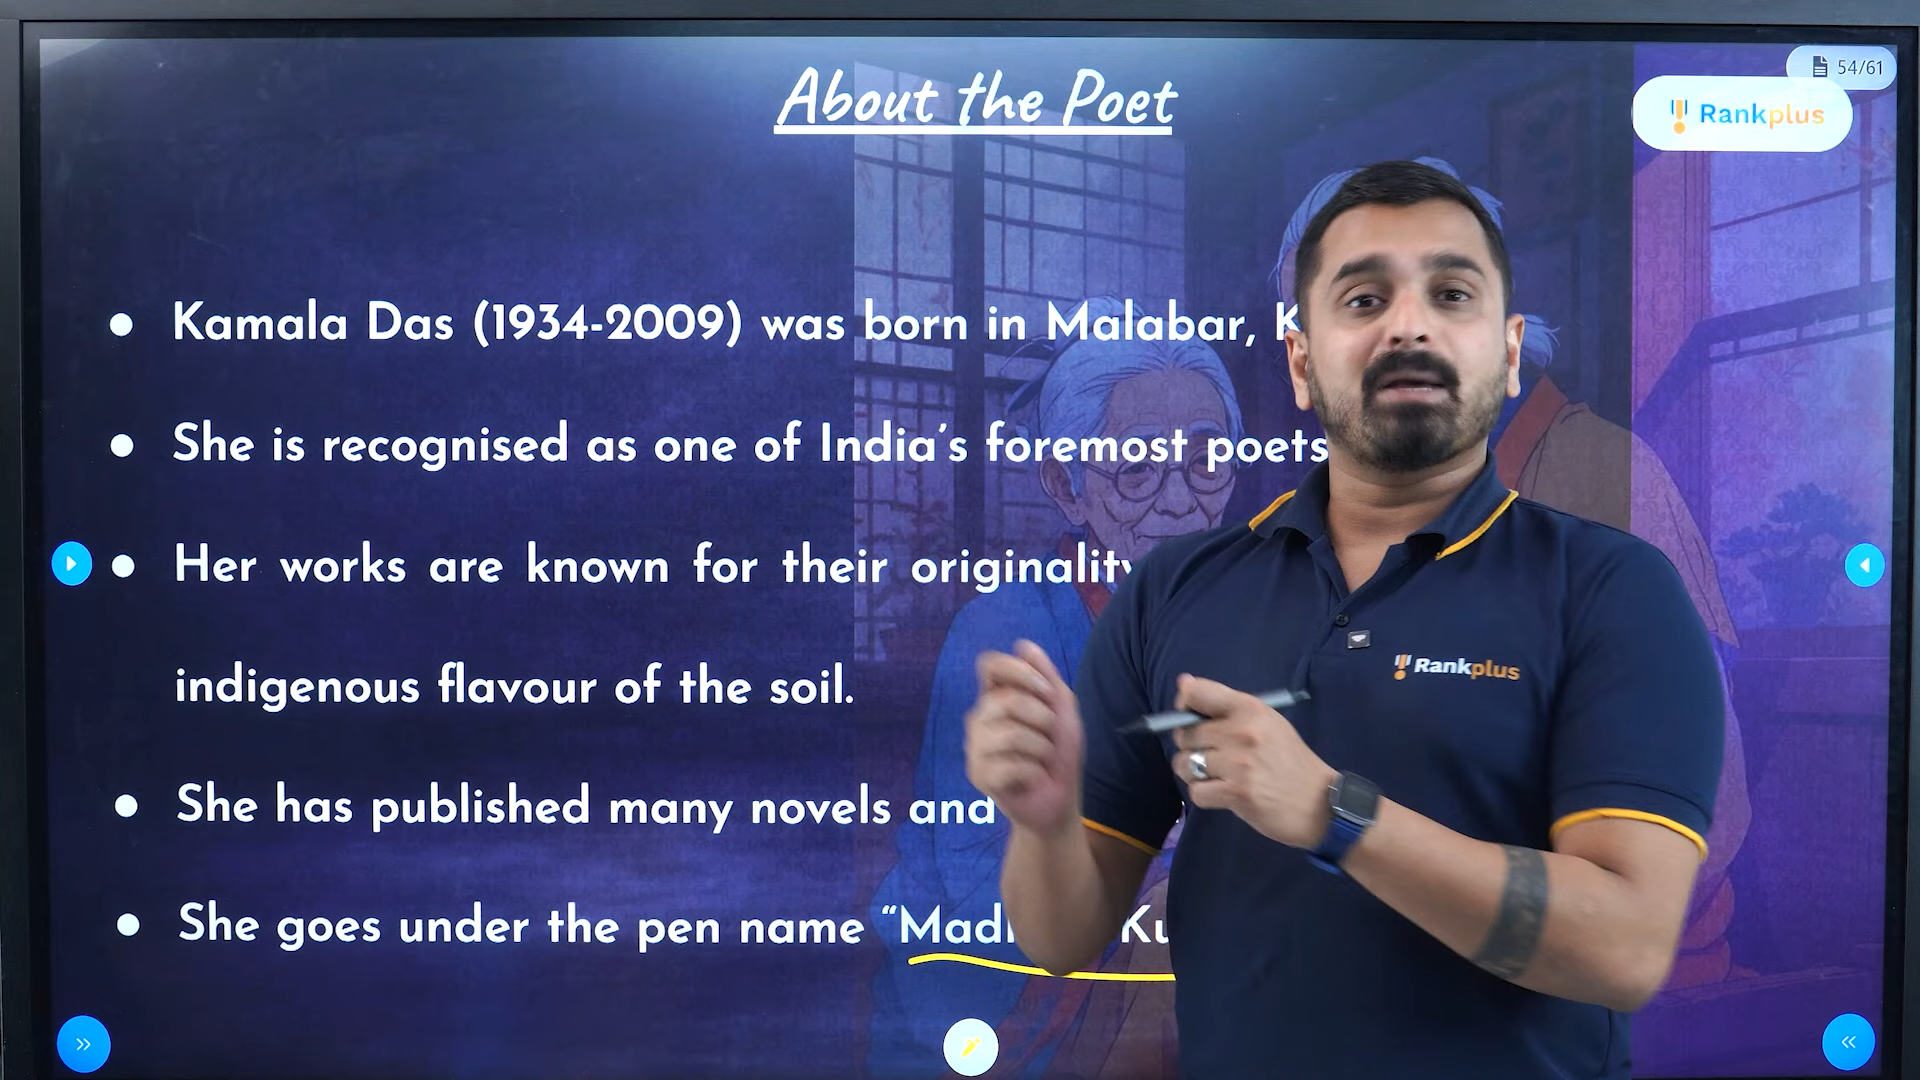 About the Poet
54/61
Rankplus
Kamala Das (1934-2009) was born in Malabar,
She is recognised as one of India's foremost poets
Her works are known for their originality
indigenous flavour of the soil.
She has published many novels and
She goes under the pen name “
Rankplus